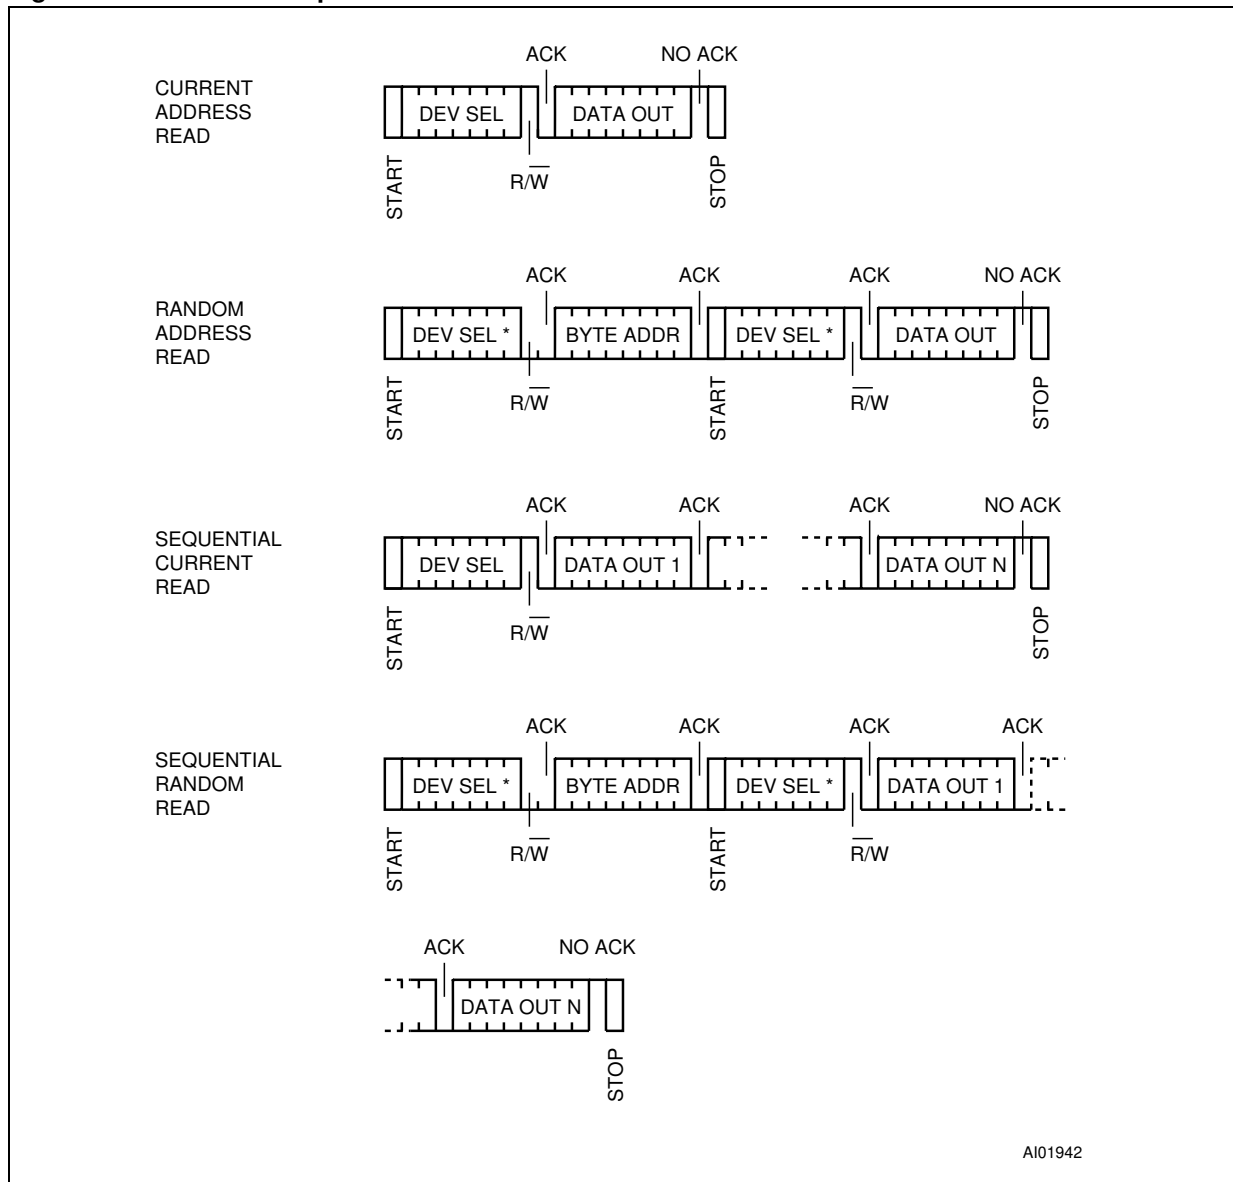 ACK NO ACK
CURRENT
ADDRESS
READ
DEV SEL DATA OUT
START R/W̅ STOP
ACK ACK ACK NO ACK
RANDOM
ADDRESS
READ
DEV SEL * BYTE ADDR DEV SEL * DATA OUT
START R/W̅ START R̅/W STOP
ACK ACK ACK NO ACK
SEQUENTIAL
CURRENT
READ
DEV SEL DATA OUT 1 DATA OUT N
START R/W̅ STOP
ACK ACK ACK ACK
SEQUENTIAL
RANDOM
READ
DEV SEL * BYTE ADDR DEV SEL * DATA OUT 1
START R/W̅ START R̅/W
ACK NO ACK
DATA OUT N
STOP
AI01942